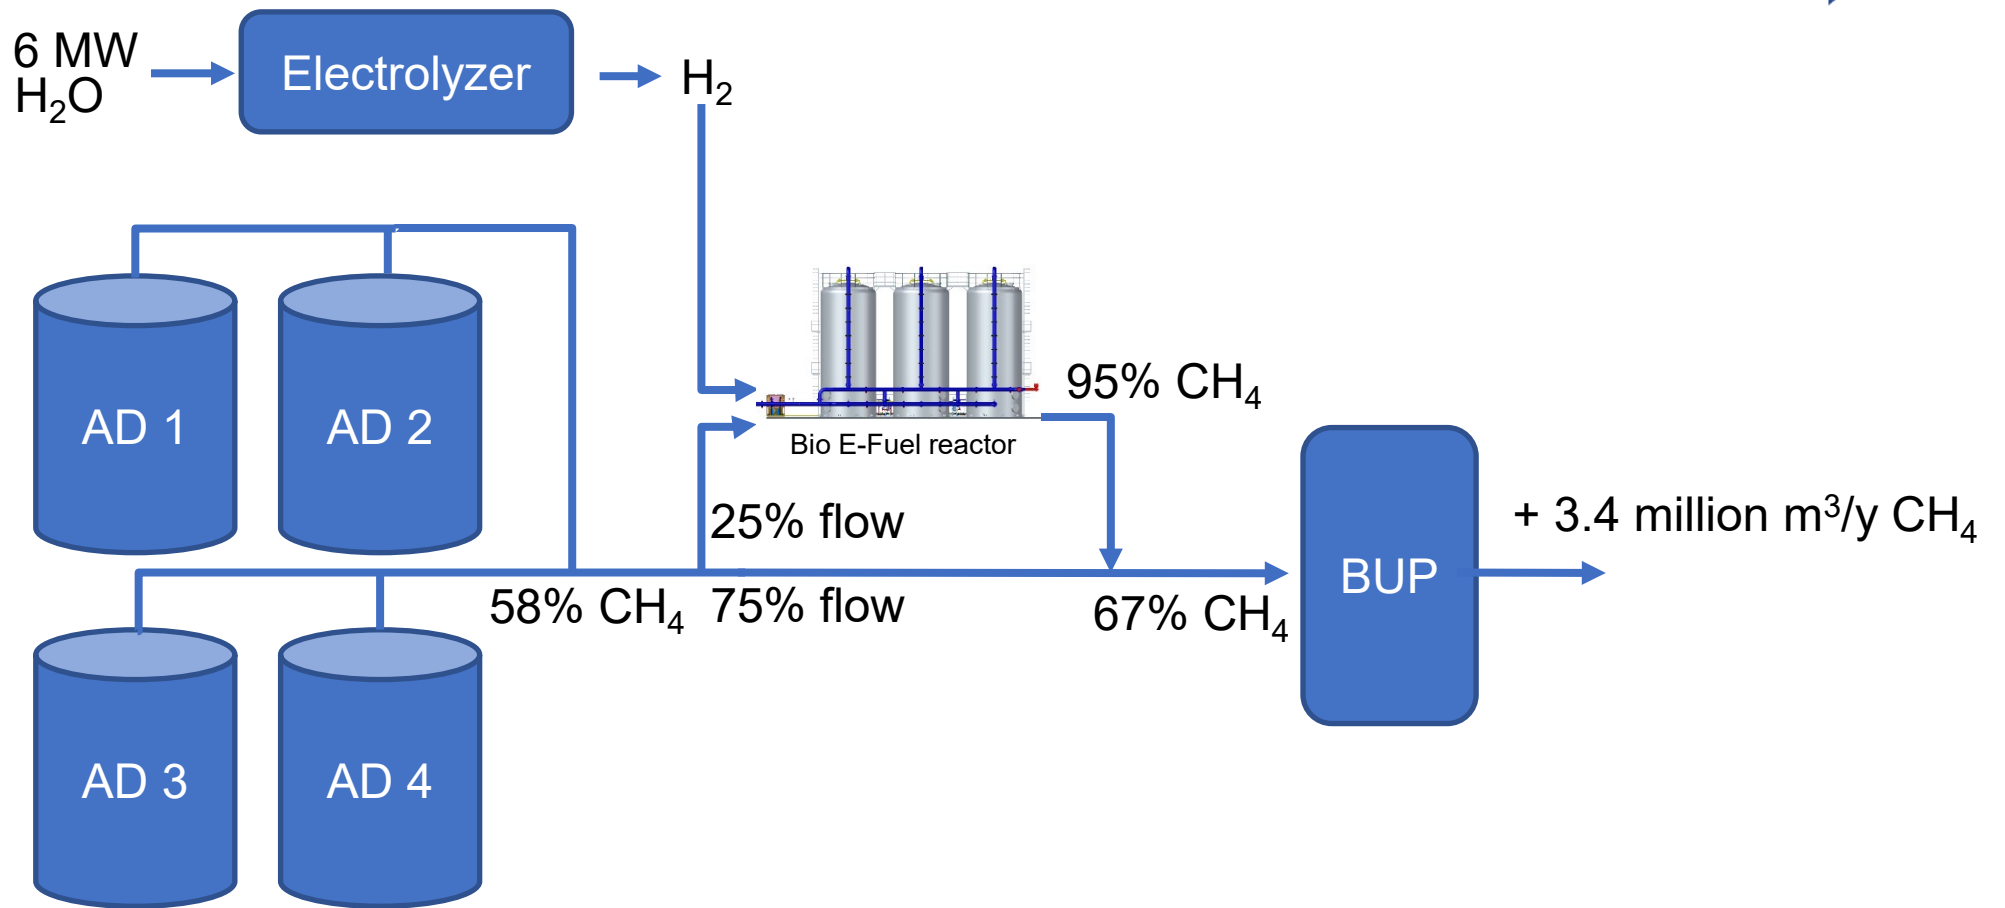 6 MW
H₂O
Electrolyzer
H₂
AD 1
AD 2
95% CH₄
Bio E-Fuel reactor
25% flow
58% CH₄
75% flow
67% CH₄
BUP
+ 3.4 million m³/y CH₄
AD 3
AD 4